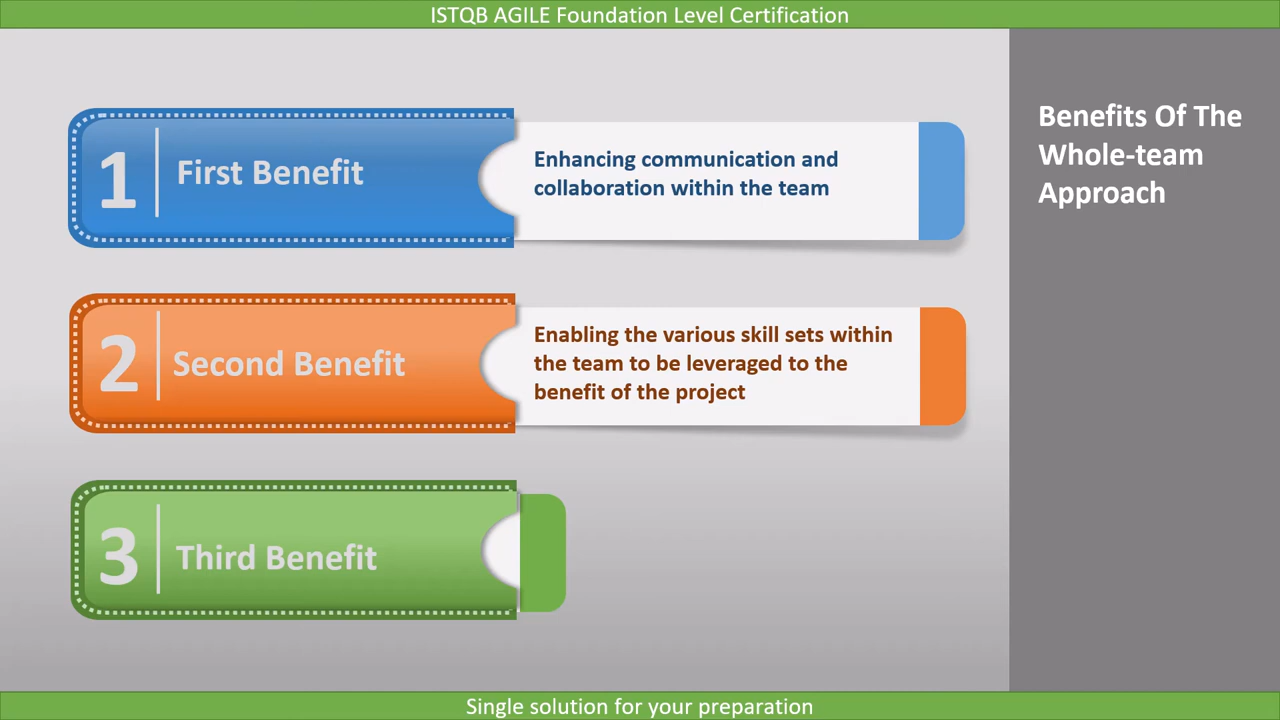 ISTQB AGILE Foundation Level Certification
Benefits Of The
Whole-team
Approach
1
First Benefit
Enhancing communication and
collaboration within the team
2
Second Benefit
Enabling the various skill sets within
the team to be leveraged to the
benefit of the project
3
Third Benefit
Single solution for your preparation